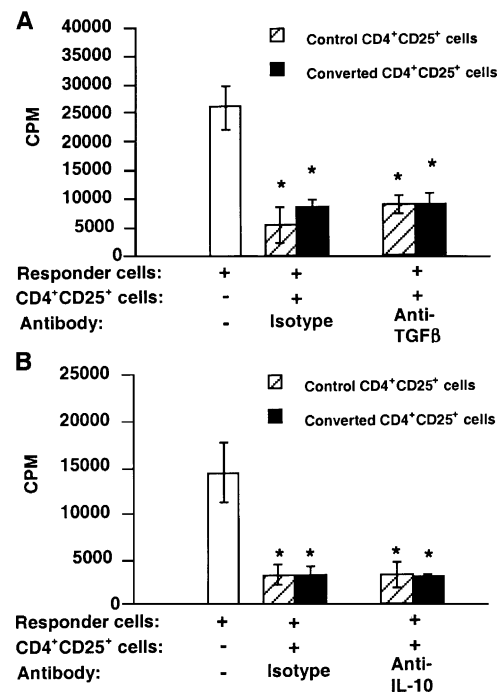 A
40000
35000
30000
25000
20000
15000
10000
5000
0
CPM
Control CD4⁺CD25⁺ cells
Converted CD4⁺CD25⁺ cells
* * * *
Responder cells: + + +
CD4⁺CD25⁺ cells: - + +
Antibody: - Isotype Anti-
TGFβ
B
25000
20000
15000
10000
5000
0
CPM
Control CD4⁺CD25⁺ cells
Converted CD4⁺CD25⁺ cells
* * * *
Responder cells: + + +
CD4⁺CD25⁺ cells: - + +
Antibody: - Isotype Anti-
IL-10